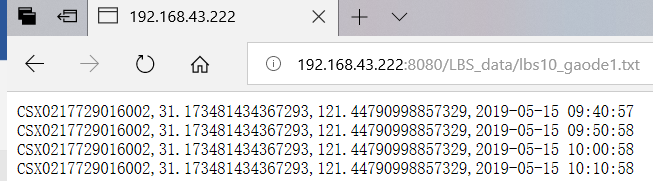 192.168.43.222
192.168.43.222:8080/LBS_data/lbs10_gaode1.txt
CSX0217729016002,31.173481434367293,121.44790998857329,2019-05-15 09:40:57
CSX0217729016002,31.173481434367293,121.44790998857329,2019-05-15 09:50:58
CSX0217729016002,31.173481434367293,121.44790998857329,2019-05-15 10:00:58
CSX0217729016002,31.173481434367293,121.44790998857329,2019-05-15 10:10:58